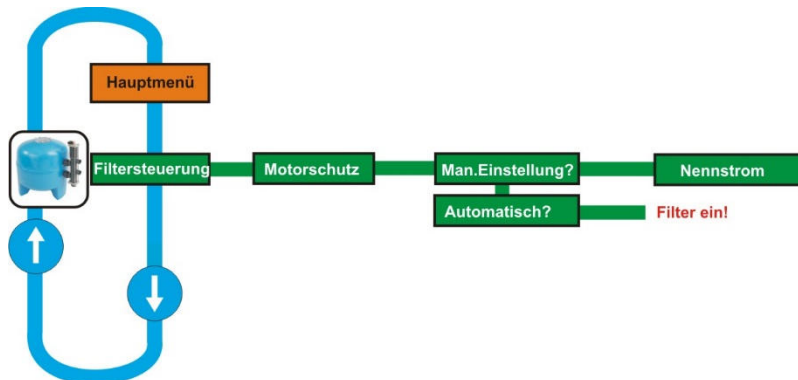 Hauptmenü
Filtersteuerung
Motorschutz
Man.Einstellung?
Nennstrom
Automatisch?
Filter ein!